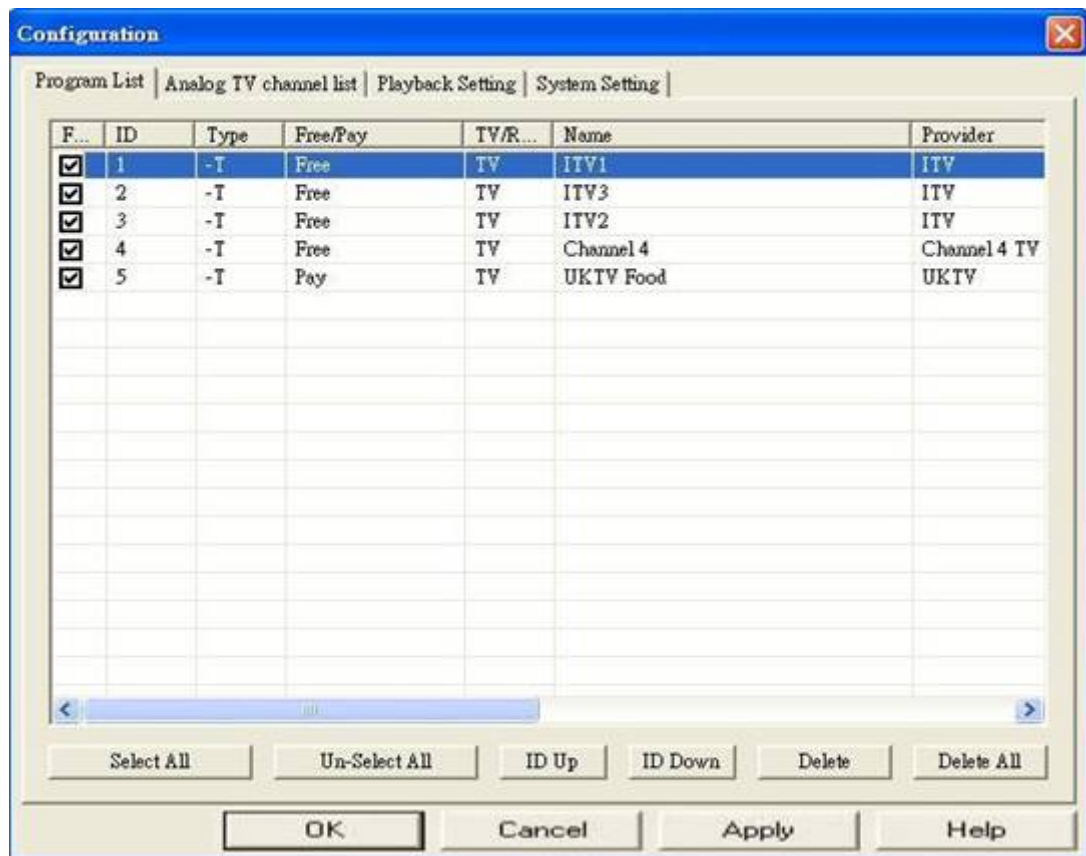 Configuration
Program List Analog TV channel list Playback Setting System Setting
F... ID Type Free/Pay TV/R... Name Provider
1 -T Free TV ITV1 ITV
2 -T Free TV ITV3 ITV
3 -T Free TV ITV2 ITV
4 -T Free TV Channel 4 Channel 4 TV
5 -T Pay TV UKTV Food UKTV
Select All Un-Select All ID Up ID Down Delete Delete All
OK Cancel Apply Help